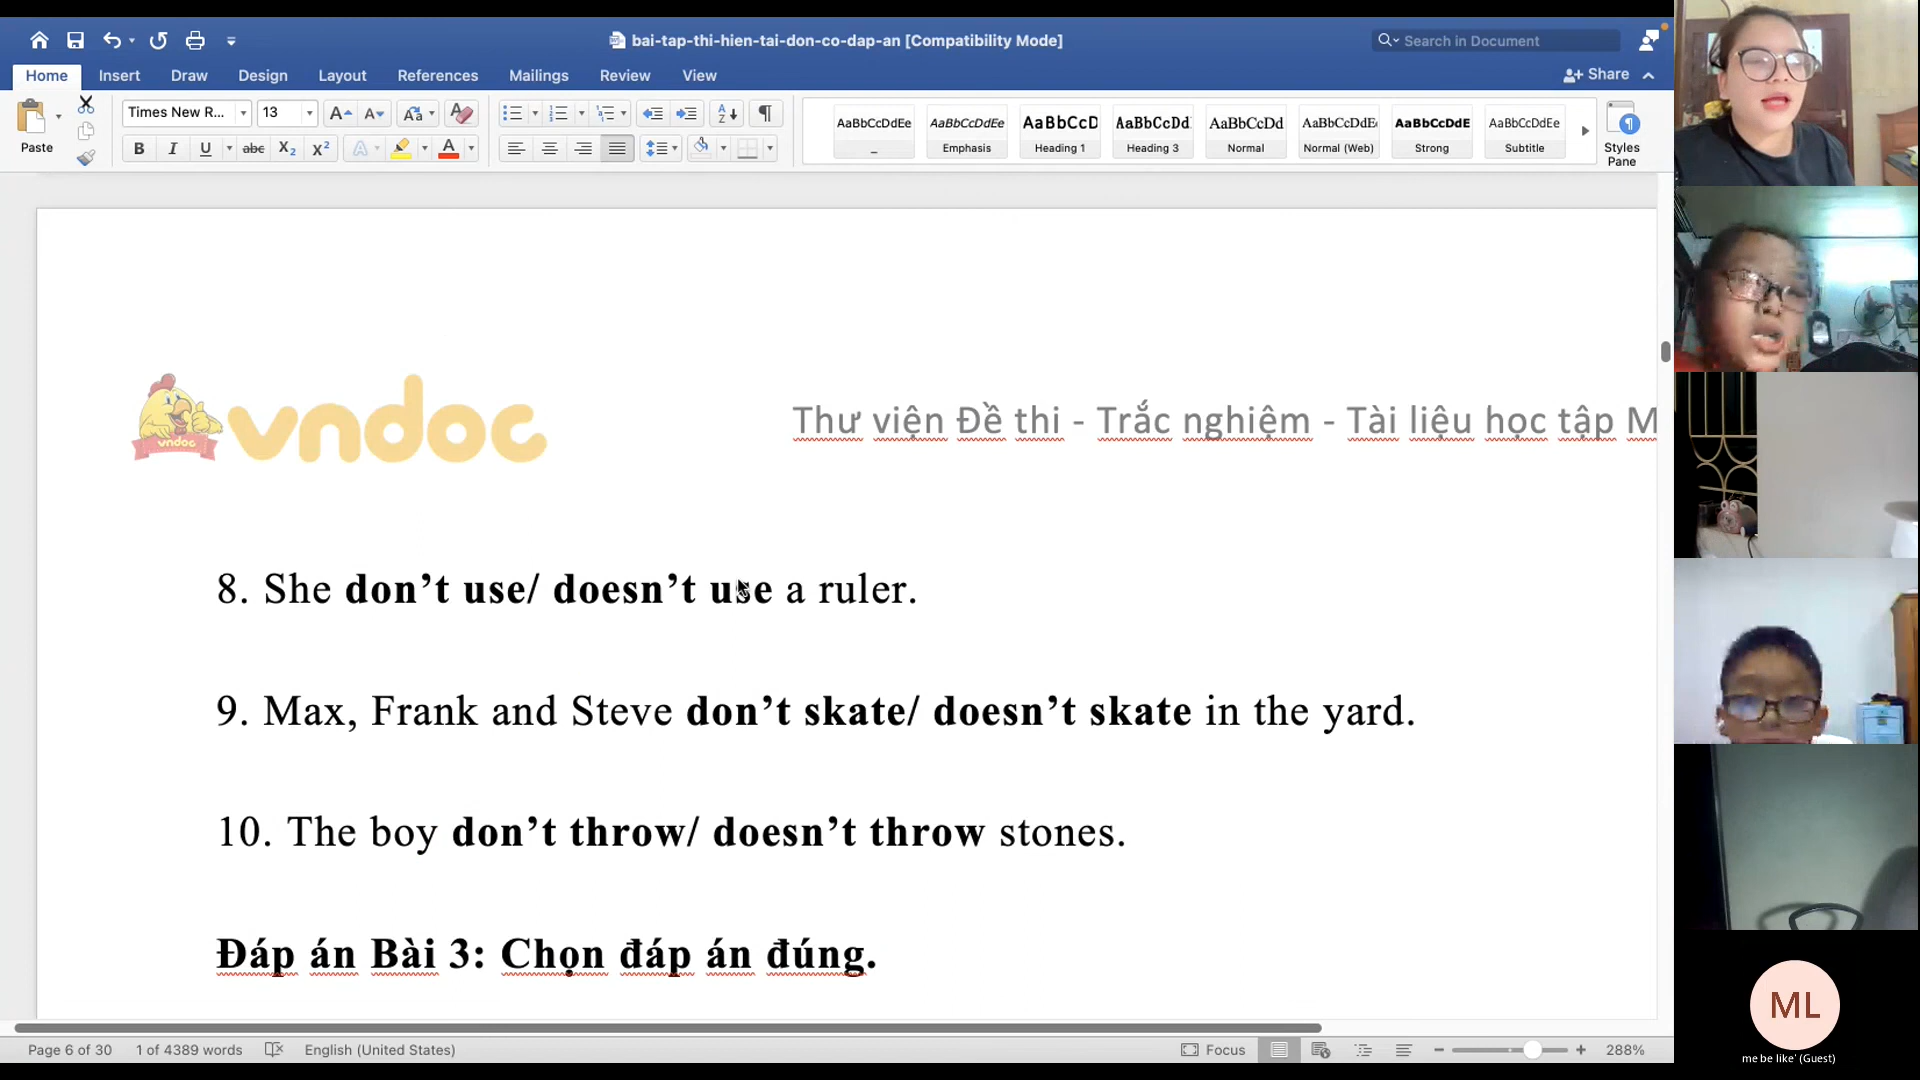 bai-tap-thi-hien-tai-don-co-dap-an [Compatibility Mode]
Search in Document
Home Insert Draw Design Layout References Mailings Review View
Share
Paste
Times New R... 13
AaBbCcDdEe AaBbCcDdEe AaBbCcD AaBbCcDd AaBbCcDd AaBbCcDdE AaBbCcDdE AaBbCcDdEe
Emphasis Heading 1 Heading 3 Normal Normal (Web) Strong Subtitle
Styles Pane
vndoc
vndoc
Thư viện Đề thi - Trắc nghiệm - Tài liệu học tập M
8. She don’t use/ doesn’t use a ruler.
9. Max, Frank and Steve don’t skate/ doesn’t skate in the yard.
10. The boy don’t throw/ doesn’t throw stones.
Đáp án Bài 3: Chọn đáp án đúng.
Page 6 of 30 1 of 4389 words English (United States) Focus 288%
ML
me be like' (Guest)